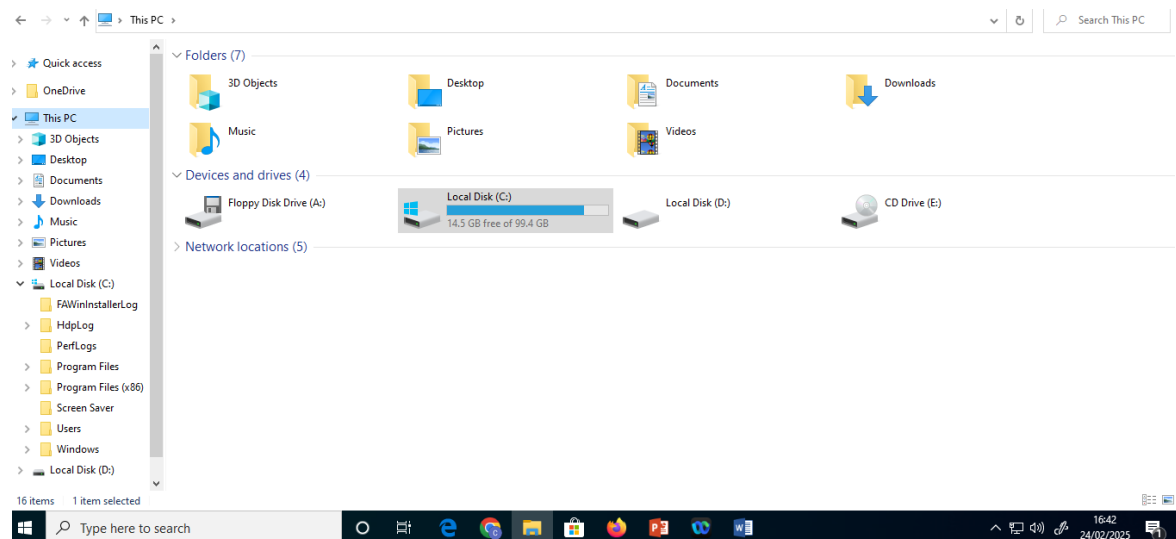 This PC
Search This PC
Quick access
OneDrive
This PC
3D Objects
Desktop
Documents
Downloads
Music
Pictures
Videos
Local Disk (C:)
FAWinInstallerLog
HdpLog
PerfLogs
Program Files
Program Files (x86)
Screen Saver
Users
Windows
Local Disk (D:)
Folders (7)
3D Objects
Desktop
Documents
Downloads
Music
Pictures
Videos
Devices and drives (4)
Floppy Disk Drive (A:)
Local Disk (C:)
14.5 GB free of 99.4 GB
Local Disk (D:)
CD Drive (E:)
Network locations (5)
16 items 1 item selected
Type here to search
16:42
24/02/2025